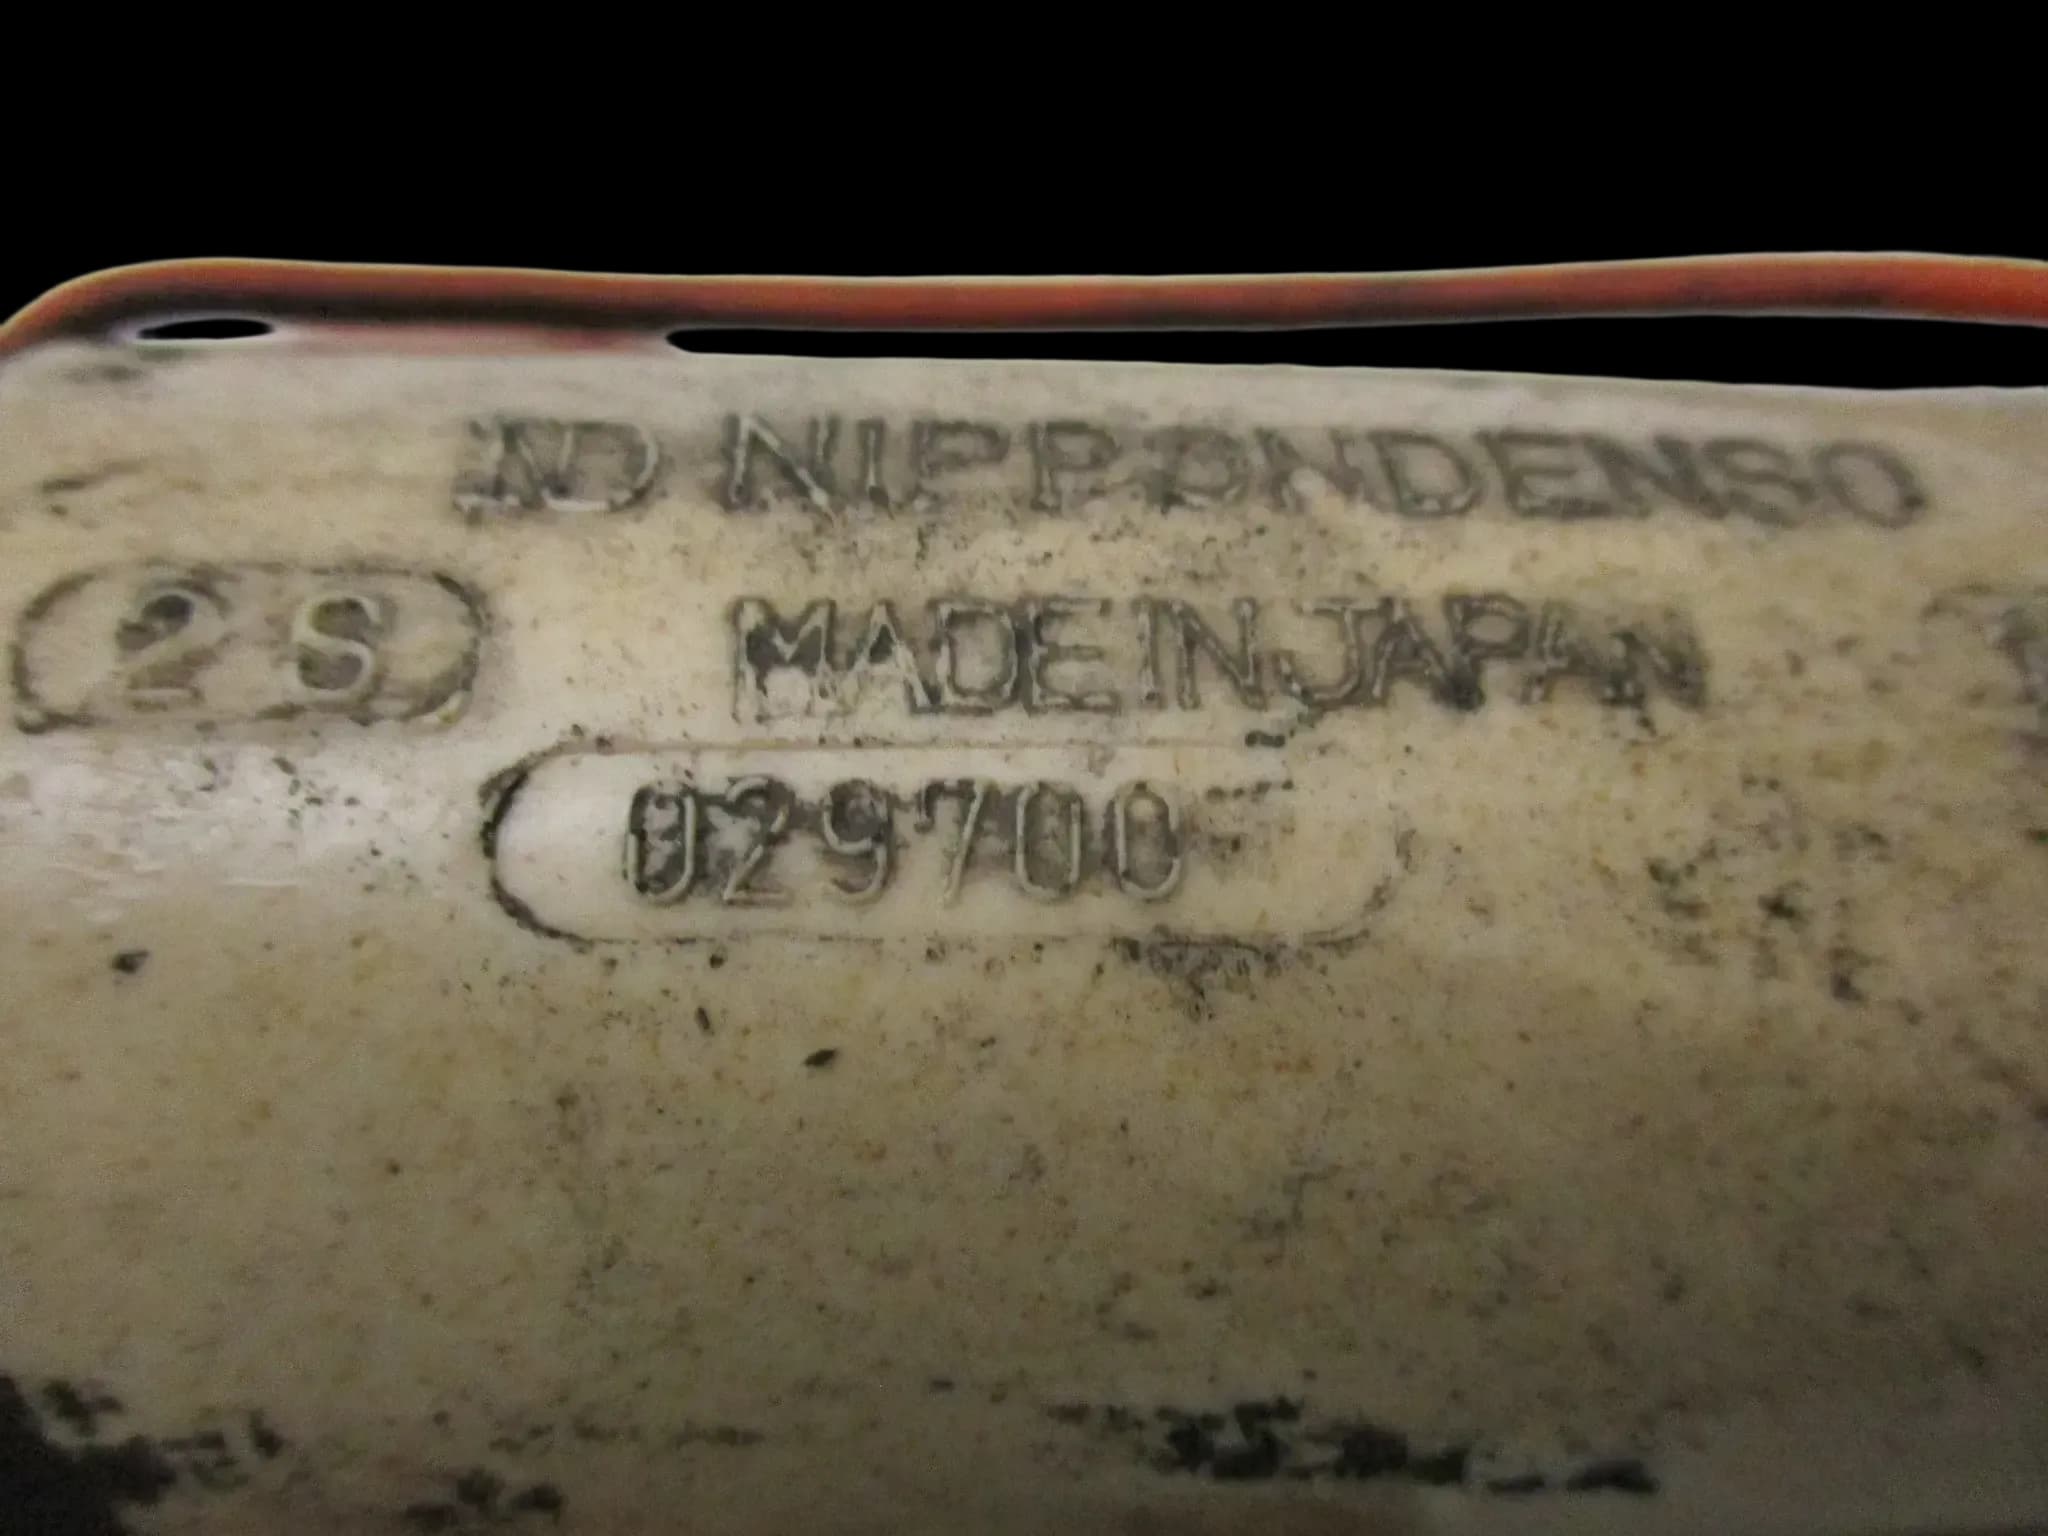 ND NIPPONDENSO
2S
MADE IN JAPAN
029700